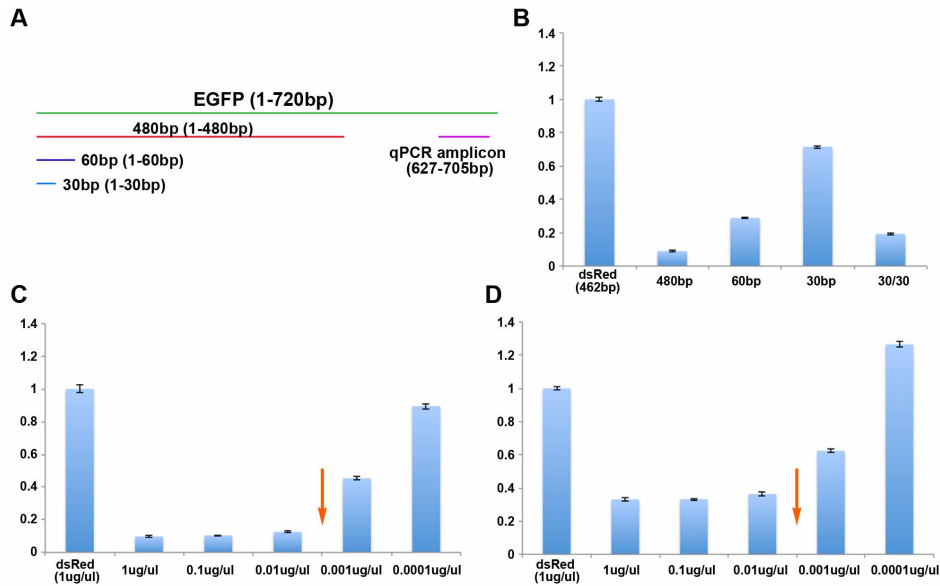 A
EGFP (1-720bp)
480bp (1-480bp)
60bp (1-60bp)
30bp (1-30bp)
qPCR amplicon
(627-705bp)
B
1.4
1.2
1
0.8
0.6
0.4
0.2
0
dsRed
(462bp)
480bp
60bp
30bp
30/30
C
1.4
1.2
1
0.8
0.6
0.4
0.2
0
dsRed
(1ug/ul)
1ug/ul
0.1ug/ul
0.01ug/ul
0.001ug/ul
0.0001ug/ul
D
1.4
1.2
1
0.8
0.6
0.4
0.2
0
dsRed
(1ug/ul)
1ug/ul
0.1ug/ul
0.01ug/ul
0.001ug/ul
0.0001ug/ul